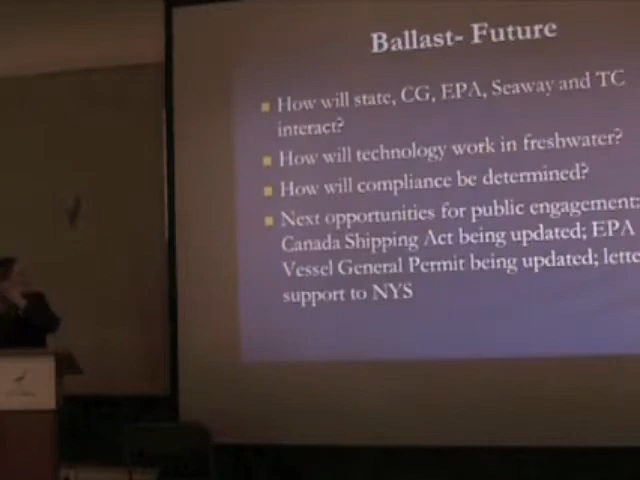 Ballast- Future
How will state, CG, EPA, Seaway and TC
interact?
How will technology work in freshwater?
How will compliance be determined?
Next opportunities for public engagement:
Canada Shipping Act being updated; EPA
Vessel General Permit being updated; lette
support to NYS